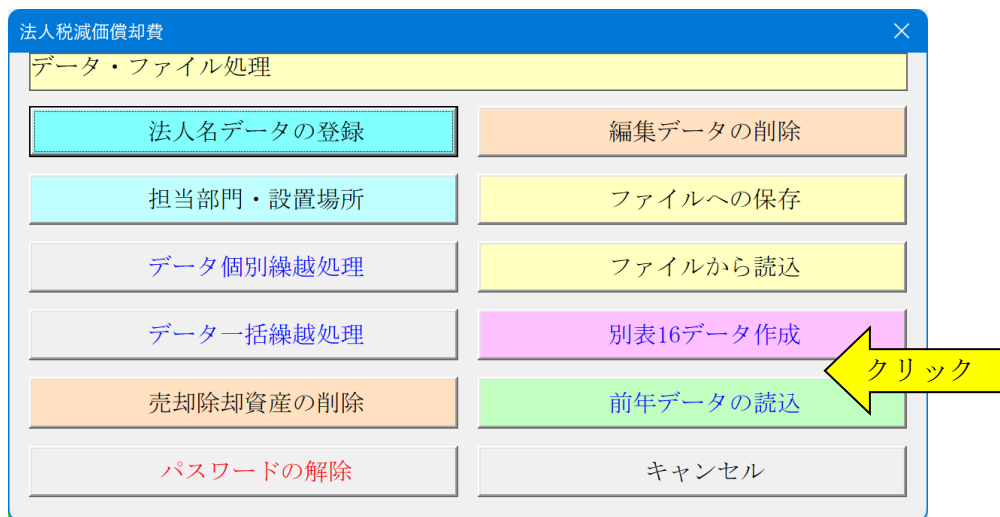 法人税減価償却費
データ・ファイル処理
法人名データの登録
編集データの削除
担当部門・設置場所
ファイルへの保存
データ個別繰越処理
ファイルから読込
データ一括繰越処理
別表16データ作成
クリック
売却除却資産の削除
前年データの読込
パスワードの解除
キャンセル